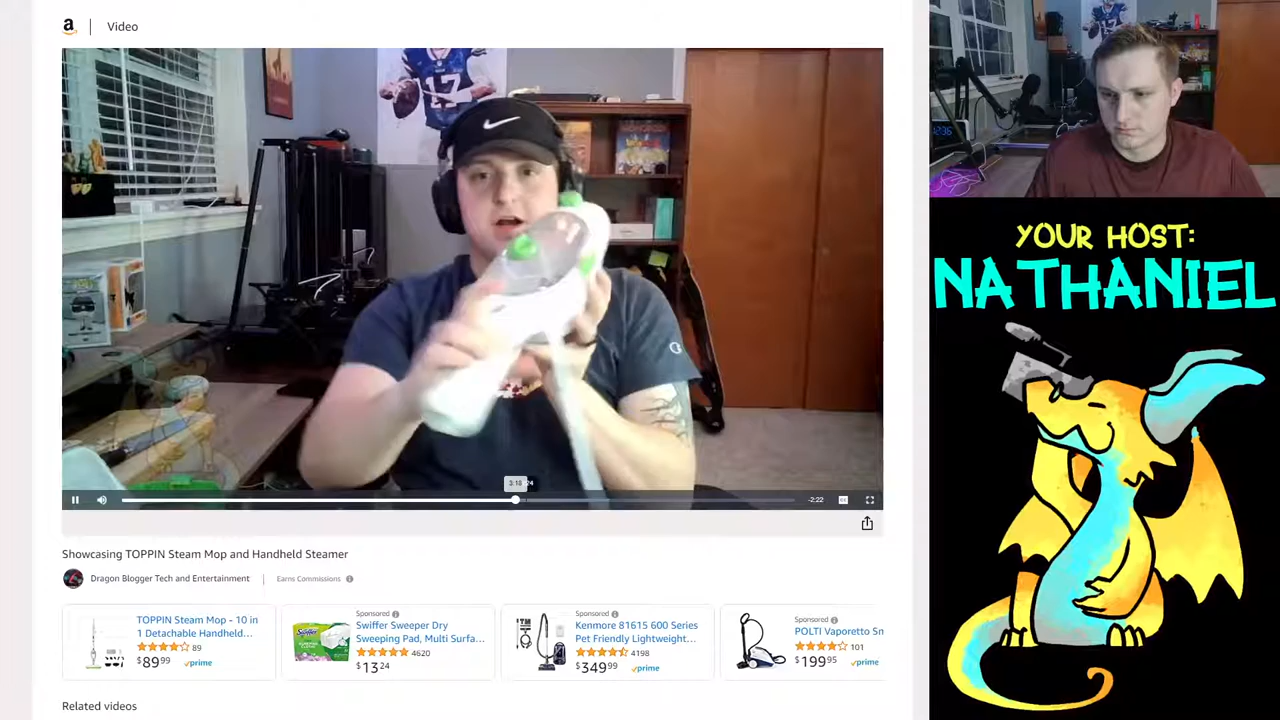 a | Video
17
3:18 24
-2:22
CC
Showcasing TOPPIN Steam Mop and Handheld Steamer
Dragon Blogger Tech and Entertainment | Earns Commissions
TOPPIN Steam Mop - 10 in
1 Detachable Handheld...
89
$89.99 prime
Sponsored
Swiffer Sweeper Dry
Sweeping Pad, Multi Surfa...
4620
$13.24
Sponsored
Kenmore 81615 600 Series
Pet Friendly Lightweight...
4198
$349.99 prime
Sponsored
POLTI Vaporetto Sn
101
$199.95 prime
Related videos
YOUR HOST:
NATHANIEL